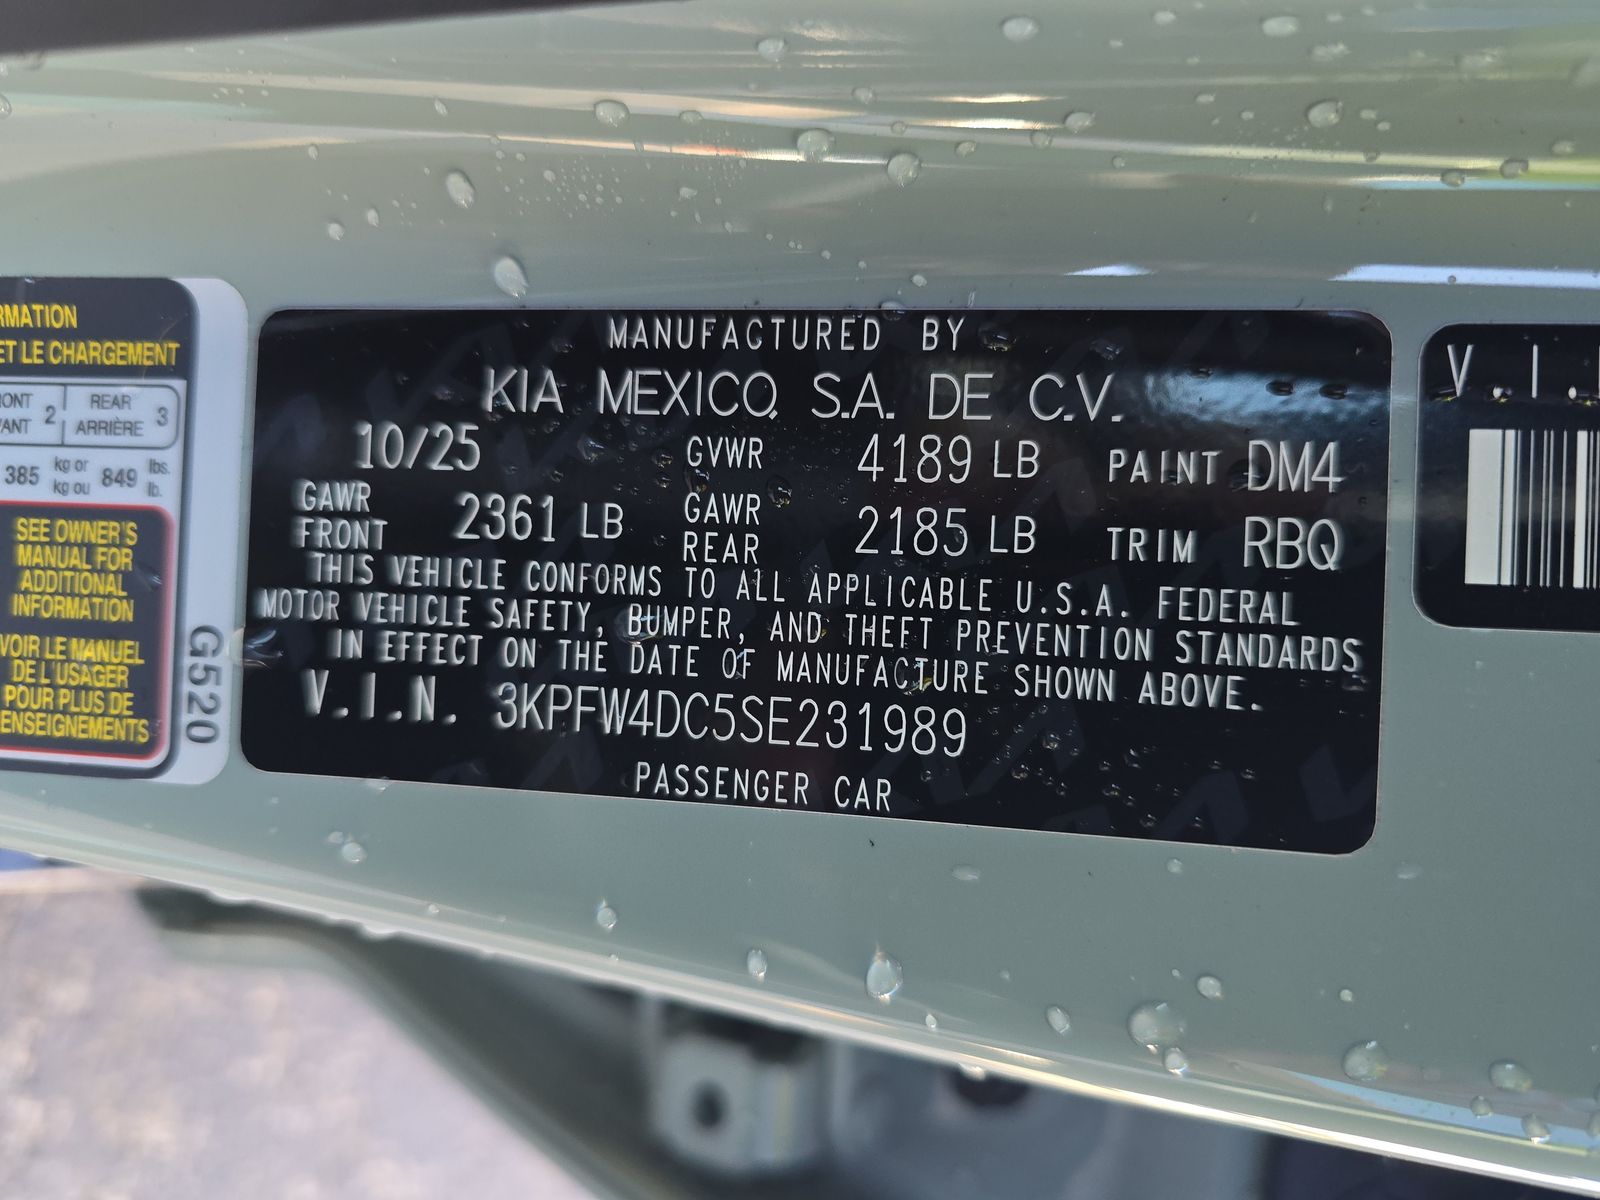 RMATION
ET LE CHARGEMENT
ONT
VANT 2
REAR
ARRIÈRE 3
385 kg or
kg ou 849 lbs.
lb.
SEE OWNER'S
MANUAL FOR
ADDITIONAL
INFORMATION
VOIR LE MANUEL
DE L'USAGER
POUR PLUS DE
RENSEIGNEMENTS
G520
MANUFACTURED BY
KIA MEXICO, S.A. DE C.V.
10/25 GVWR 4189 LB PAINT DM4
GAWR
FRONT 2361 LB GAWR
REAR 2185 LB TRIM RBQ
THIS VEHICLE CONFORMS TO ALL APPLICABLE U.S.A. FEDERAL
MOTOR VEHICLE SAFETY, BUMPER, AND THEFT PREVENTION STANDARDS
IN EFFECT ON THE DATE OF MANUFACTURE SHOWN ABOVE.
V.I.N. 3KPFW4DC5SE231989
PASSENGER CAR
V.I.